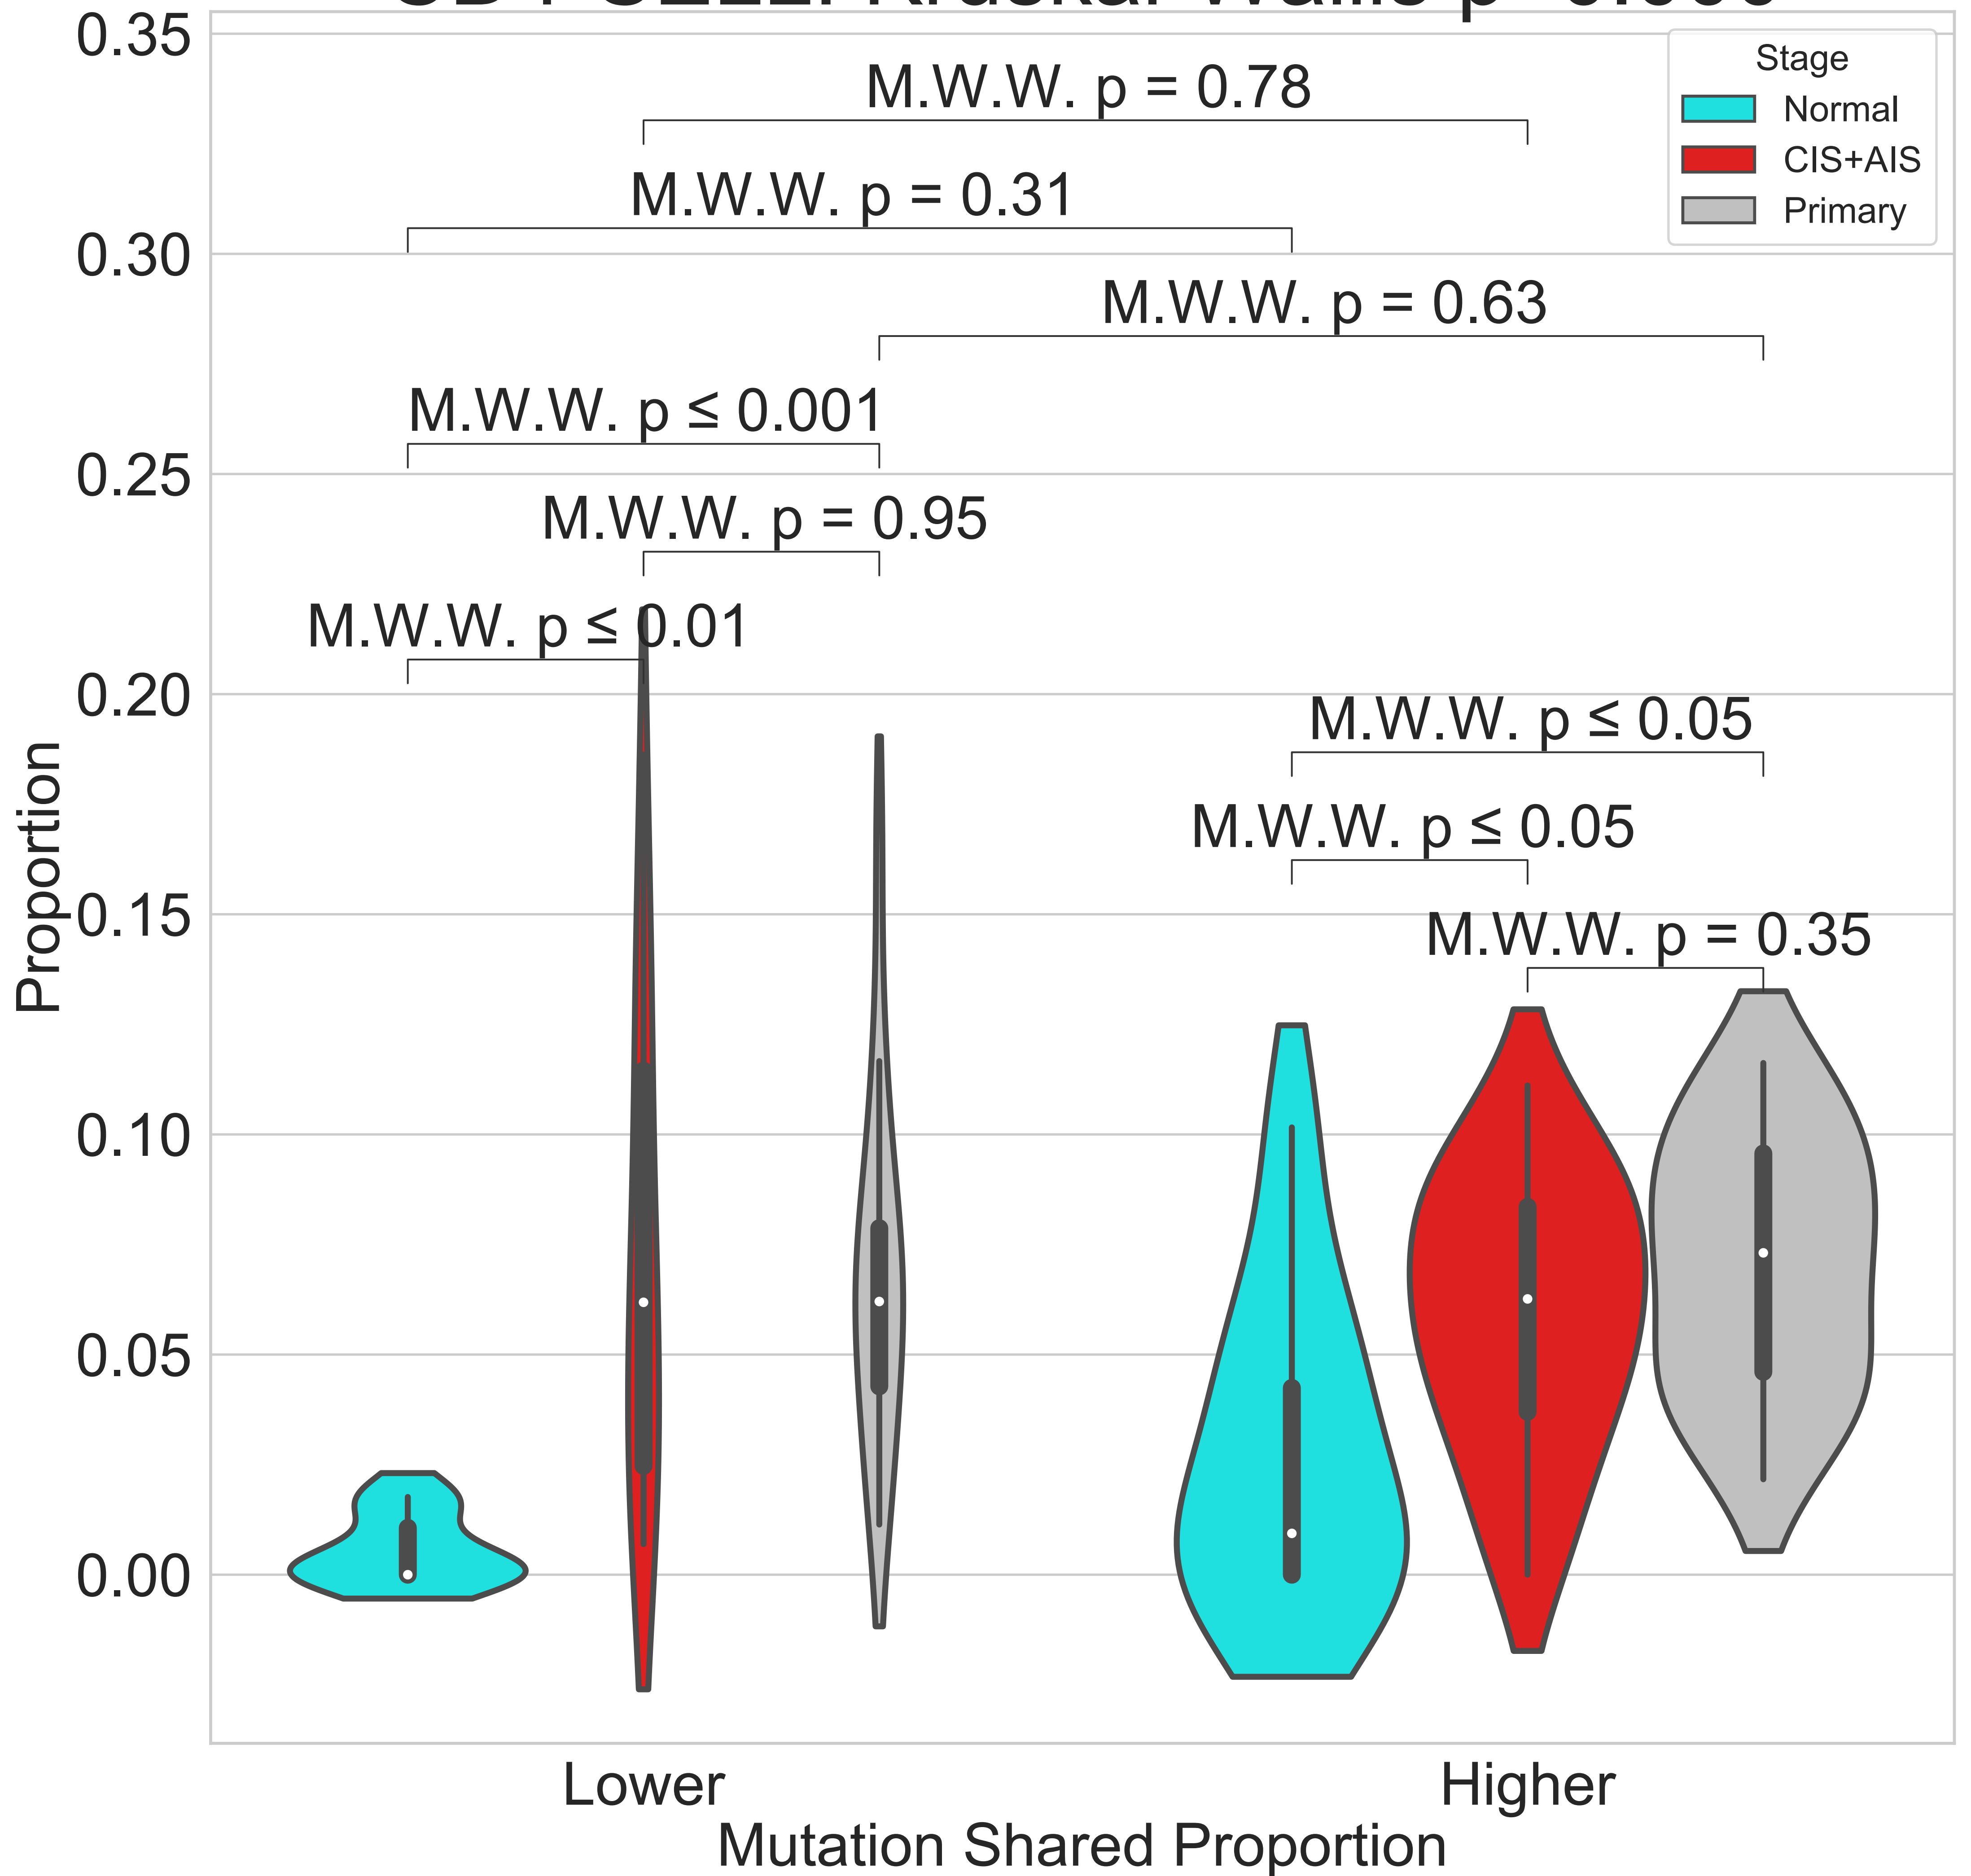 0.35
M.W.W. p = 0.78
Stage
Normal
CIS+AIS
Primary
M.W.W. p = 0.31
0.30
M.W.W. p = 0.63
M.W.W. p ≤ 0.001
0.25
M.W.W. p = 0.95
M.W.W. p ≤ 0.01
0.20
M.W.W. p ≤ 0.05
M.W.W. p ≤ 0.05
0.15
M.W.W. p = 0.35
0.10
0.05
0.00
Proportion
Lower
Higher
Mutation Shared Proportion